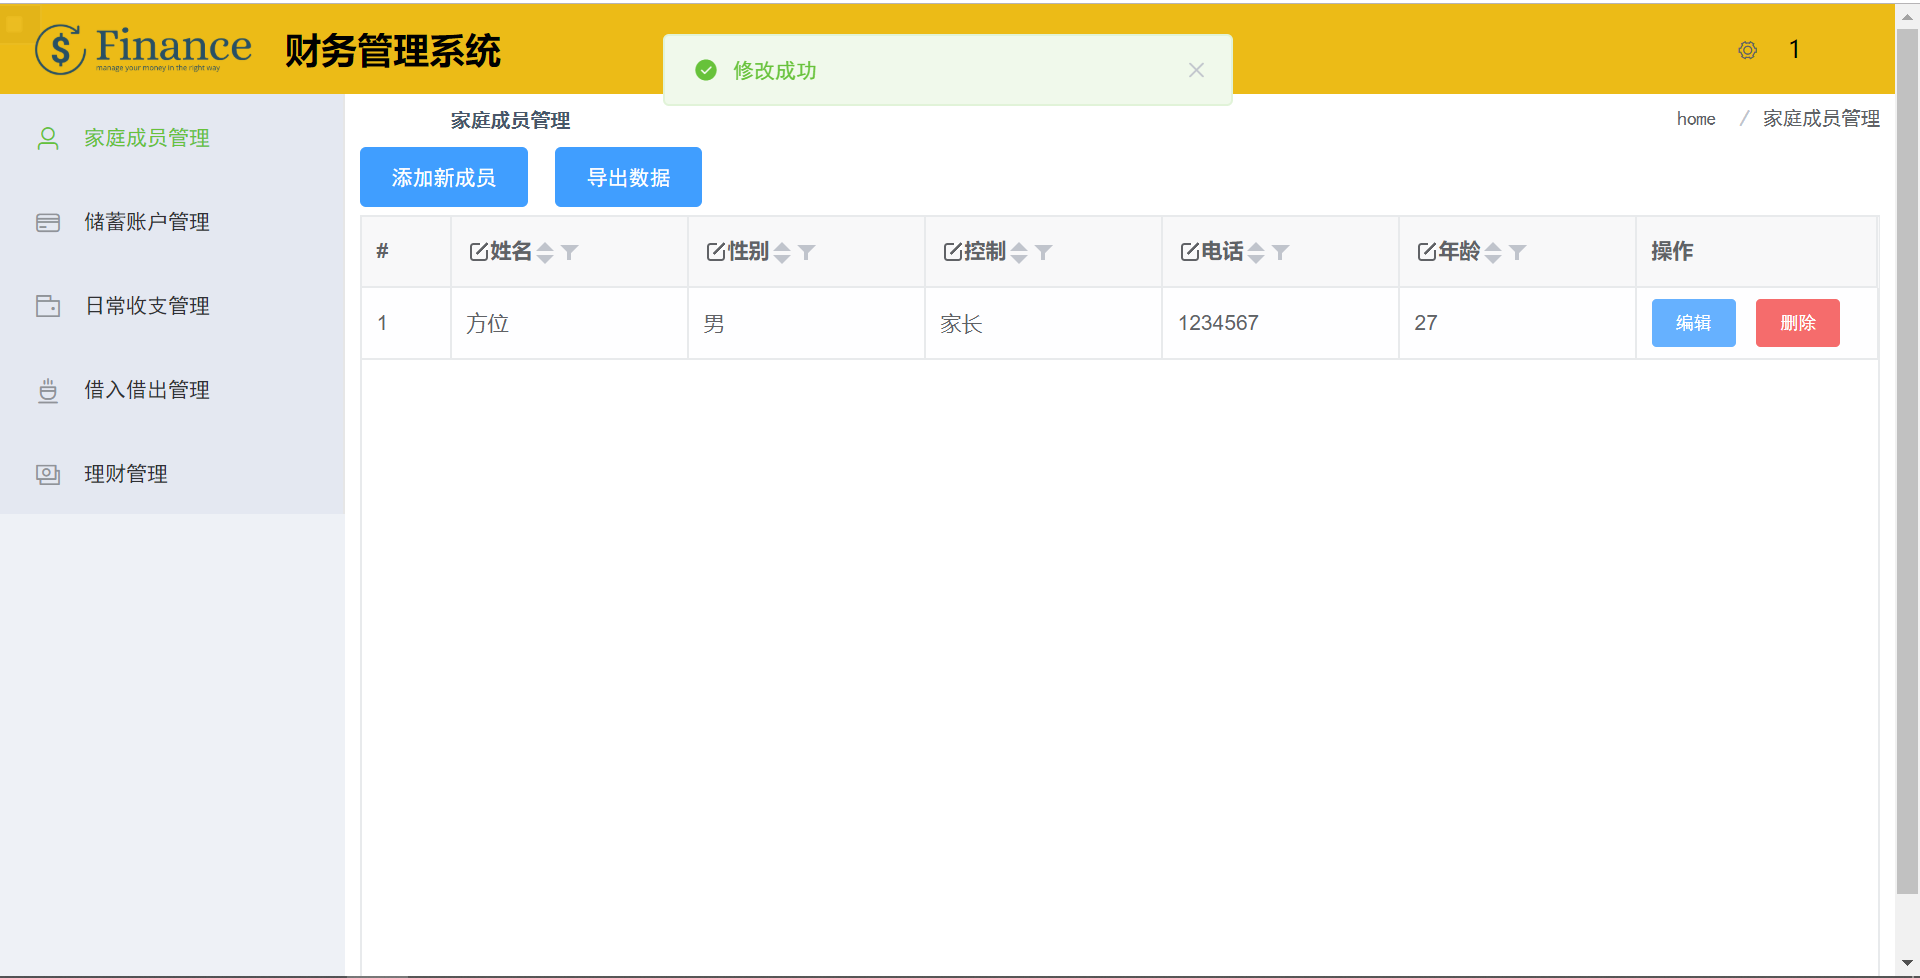 Finance
manage your money in the right way
财务管理系统
修改成功
1
家庭成员管理
储蓄账户管理
日常收支管理
借入借出管理
理财管理
家庭成员管理
home / 家庭成员管理
添加新成员 导出数据
# 姓名 性别 控制 电话 年龄 操作
1 方位 男 家长 1234567 27 编辑 删除